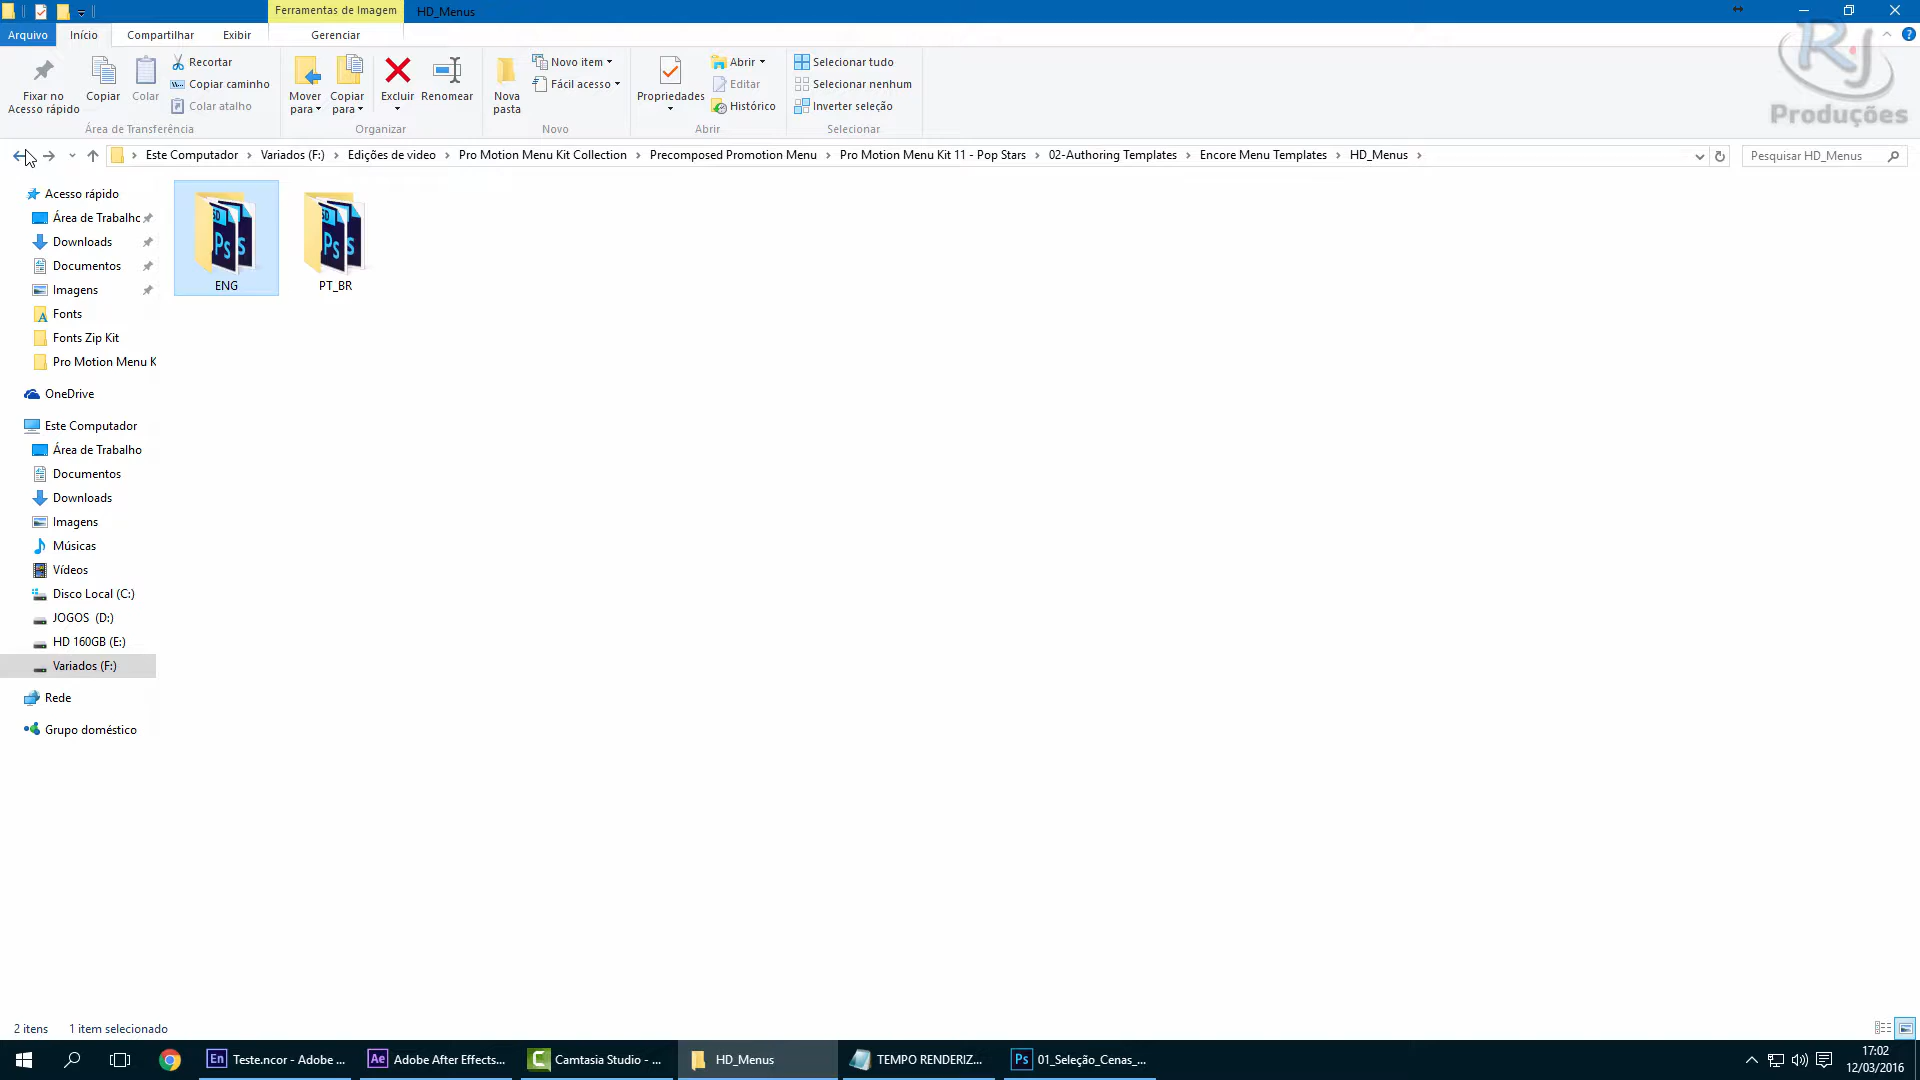 Ferramentas de Imagem
HD_Menus
Arquivo
Início
Compartilhar
Exibir
Gerenciar
Fixar no
Acesso rápido
Copiar
Colar
Recortar
Copiar caminho
Copiar atalho
Área de Transferência
Mover
para
Copiar
para
Excluir
Renomear
Organizar
Nova
pasta
Novo item
Fácil acesso
Novo
Propriedades
Abrir
Editar
Histórico
Abrir
Selecionar tudo
Selecionar nenhum
Inverter seleção
Selecionar
RJ
Produções
Este Computador > Variados (F:) > Edições de video > Pro Motion Menu Kit Collection > Precomposed Promotion Menu > Pro Motion Menu Kit 11 - Pop Stars > 02-Authoring Templates > Encore Menu Templates > HD_Menus >
Pesquisar HD_Menus
Acesso rápido
Área de Trabalho
Downloads
Documentos
Imagens
Fonts
Fonts Zip Kit
Pro Motion Menu K
OneDrive
Este Computador
Área de Trabalho
Documentos
Downloads
Imagens
Músicas
Vídeos
Disco Local (C:)
JOGOS (D:)
HD 160GB (E:)
Variados (F:)
Rede
Grupo doméstico
ENG
PT_BR
2 itens
1 item selecionado
En
Teste.ncor - Adobe ...
Ae
Adobe After Effects...
Camtasia Studio - ...
HD_Menus
TEMPO RENDERIZ...
Ps
01_Seleção_Cenas_...
17:02
12/03/2016